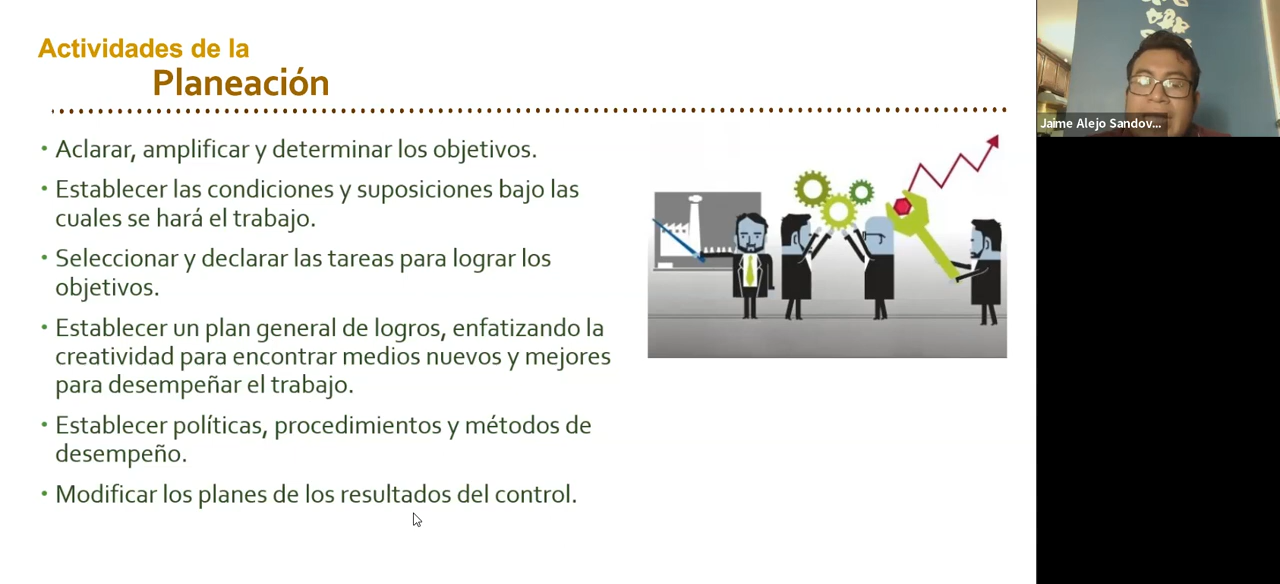 Actividades de la
Planeación
• Aclarar, amplificar y determinar los objetivos.
• Establecer las condiciones y suposiciones bajo las
cuales se hará el trabajo.
• Seleccionar y declarar las tareas para lograr los
objetivos.
• Establecer un plan general de logros, enfatizando la
creatividad para encontrar medios nuevos y mejores
para desempeñar el trabajo.
• Establecer políticas, procedimientos y métodos de
desempeño.
• Modificar los planes de los resultados del control.
Jaime Alejo Sandov...